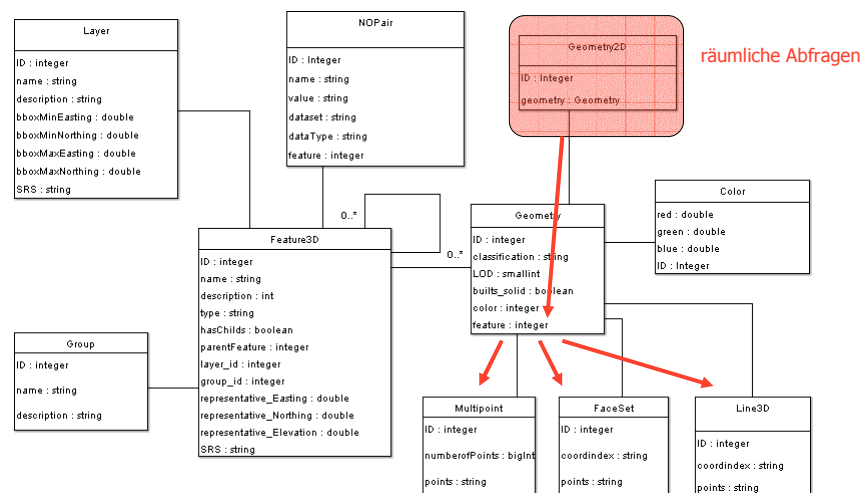 Layer
ID : integer
name : string
description : string
bboxMinEasting : double
bboxMinNorthing : double
bboxMaxEasting : double
bboxMaxNorthing : double
SRS : string
NOPair
ID : Integer
name : string
value : string
dataset : string
dataType : string
feature : integer
Geometry2D
ID : Integer
geometry : Geometry
räumliche Abfragen
Color
red : double
green : double
blue : double
ID : Integer
0..*
0..*
Feature3D
ID : integer
name : string
description : int
type : string
hasChilds : boolean
parentFeature : integer
layer_id : integer
group_id : integer
representative_Easting : double
representative_Northing : double
representative_Elevation : double
SRS : string
Geometry
ID : integer
classification : string
LOD : smallint
builts_solid : boolean
color : integer
feature : integer
Group
ID : integer
name : string
description : string
Multipoint
ID : integer
numberofPoints : bigInt
points : string
FaceSet
ID : integer
coordindex : string
points : string
Line3D
ID : integer
coordindex : string
points : string